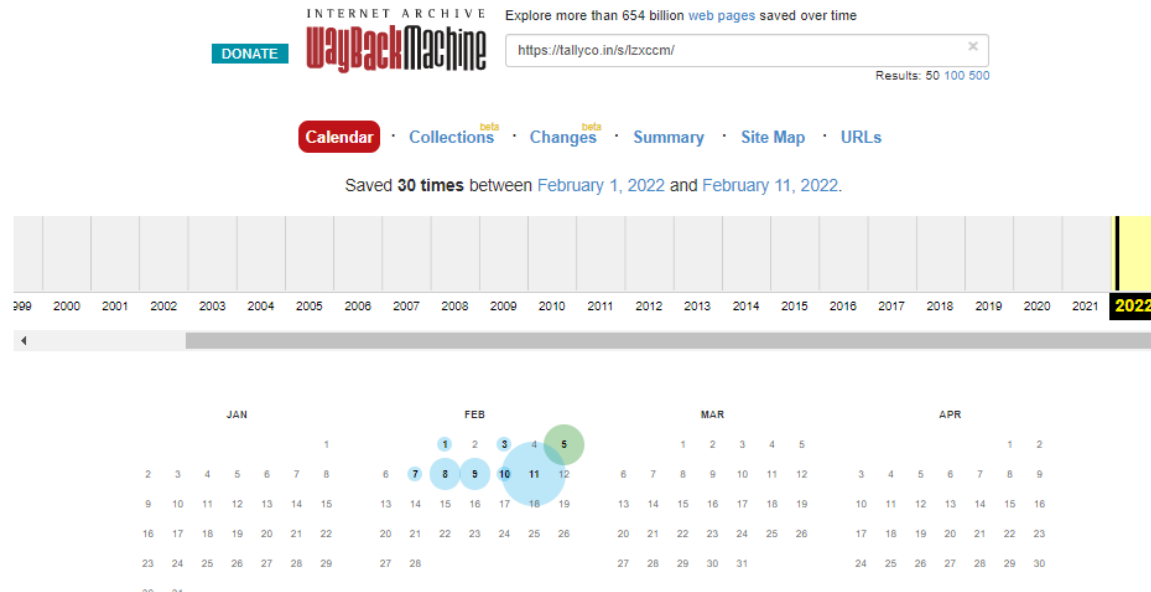 INTERNET ARCHIVE
Explore more than 654 billion web pages saved over time
DONATE
WayBackMachine
https://tallyco.in/s/lzxccm/ ×
Results: 50 100 500
Calendar · Collections beta · Changes beta · Summary · Site Map · URLs
Saved 30 times between February 1, 2022 and February 11, 2022.
999 2000 2001 2002 2003 2004 2005 2006 2007 2008 2009 2010 2011 2012 2013 2014 2015 2016 2017 2018 2019 2020 2021 2022
JAN
1
2 3 4 5 6 7 8
9 10 11 12 13 14 15
16 17 18 19 20 21 22
23 24 25 26 27 28 29
30 31
FEB
1 2 3 4 5
6 7 8 9 10 11 12
13 14 15 16 17 18 19
20 21 22 23 24 25 26
27 28
MAR
1 2 3 4 5
6 7 8 9 10 11 12
13 14 15 16 17 18 19
20 21 22 23 24 25 26
27 28 29 30 31
APR
1 2
3 4 5 6 7 8 9
10 11 12 13 14 15 16
17 18 19 20 21 22 23
24 25 26 27 28 29 30